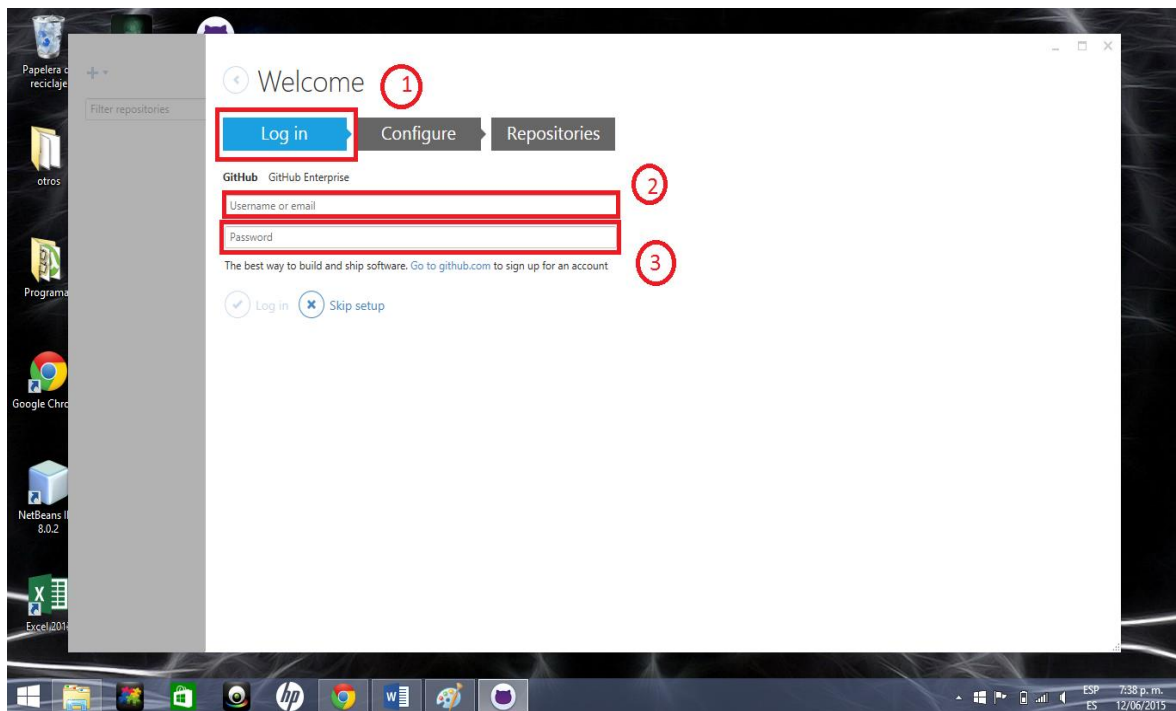 Papelera
reciclaje
Filter repositories
Welcome
1
Log in
Configure
Repositories
otros
GitHub GitHub Enterprise
2
Username or email
Password
The best way to build and ship software. Go to github.com to sign up for an account
3
Programa
Log in
Skip setup
Google Chro
NetBeans
8.0.2
X
Excel 201
hp
W
ESP
ES
7:38 p. m.
12/06/2015